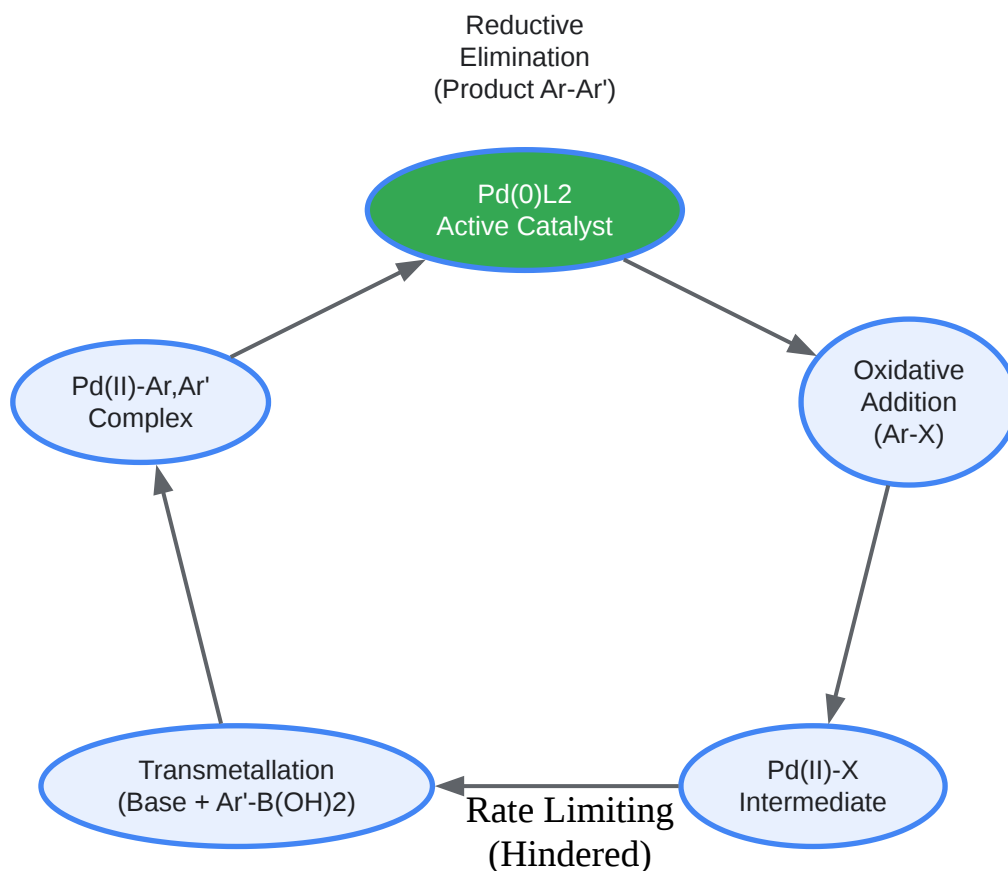 Reductive
Elimination
(Product Ar-Ar')
Pd(0)L2
Active Catalyst
Oxidative
Addition
(Ar-X)
Pd(II)-Ar,Ar'
Complex
Transmetallation
(Base + Ar'-B(OH)2)
Rate Limiting
(Hindered)
Pd(II)-X
Intermediate